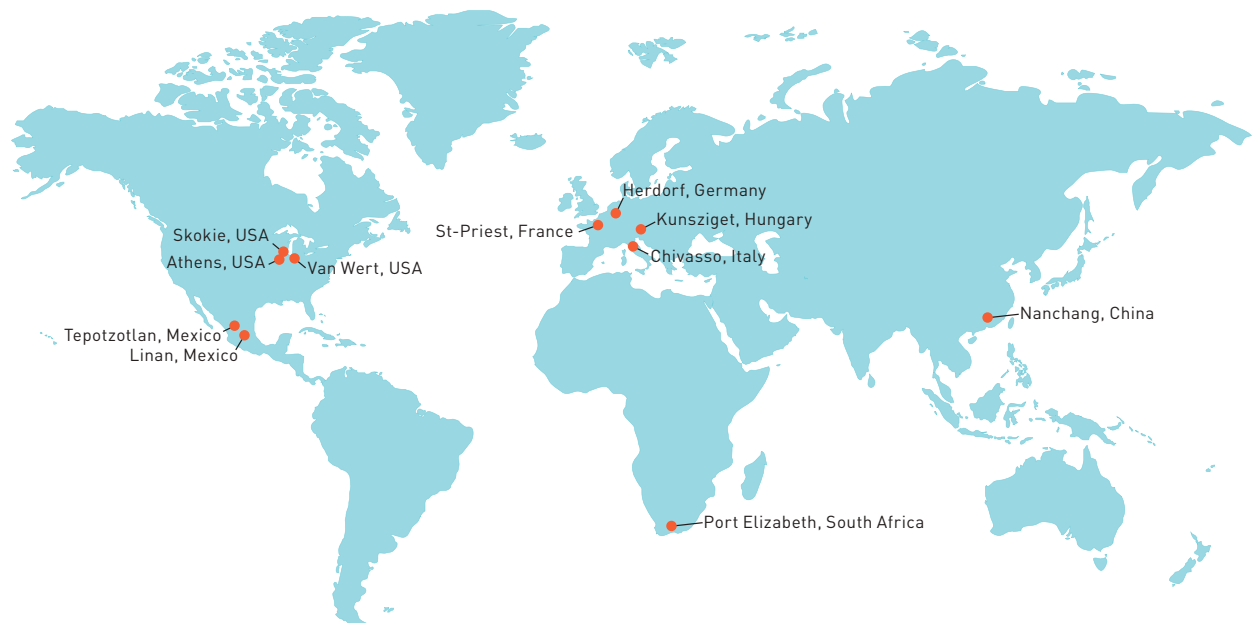 Herdorf, Germany
Kunsziget, Hungary
St-Priest, France
Skokie, USA
Chivasso, Italy
Athens, USA
Van Wert, USA
Nanchang, China
Tepotzotlan, Mexico
Linan, Mexico
Port Elizabeth, South Africa